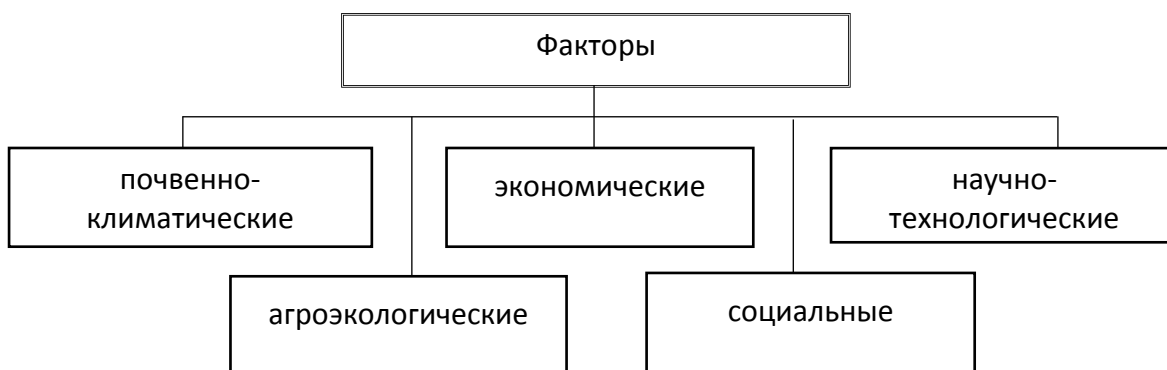 Факторы
почвенно-
климатические
экономические
научно-
технологические
агроэкологические
социальные